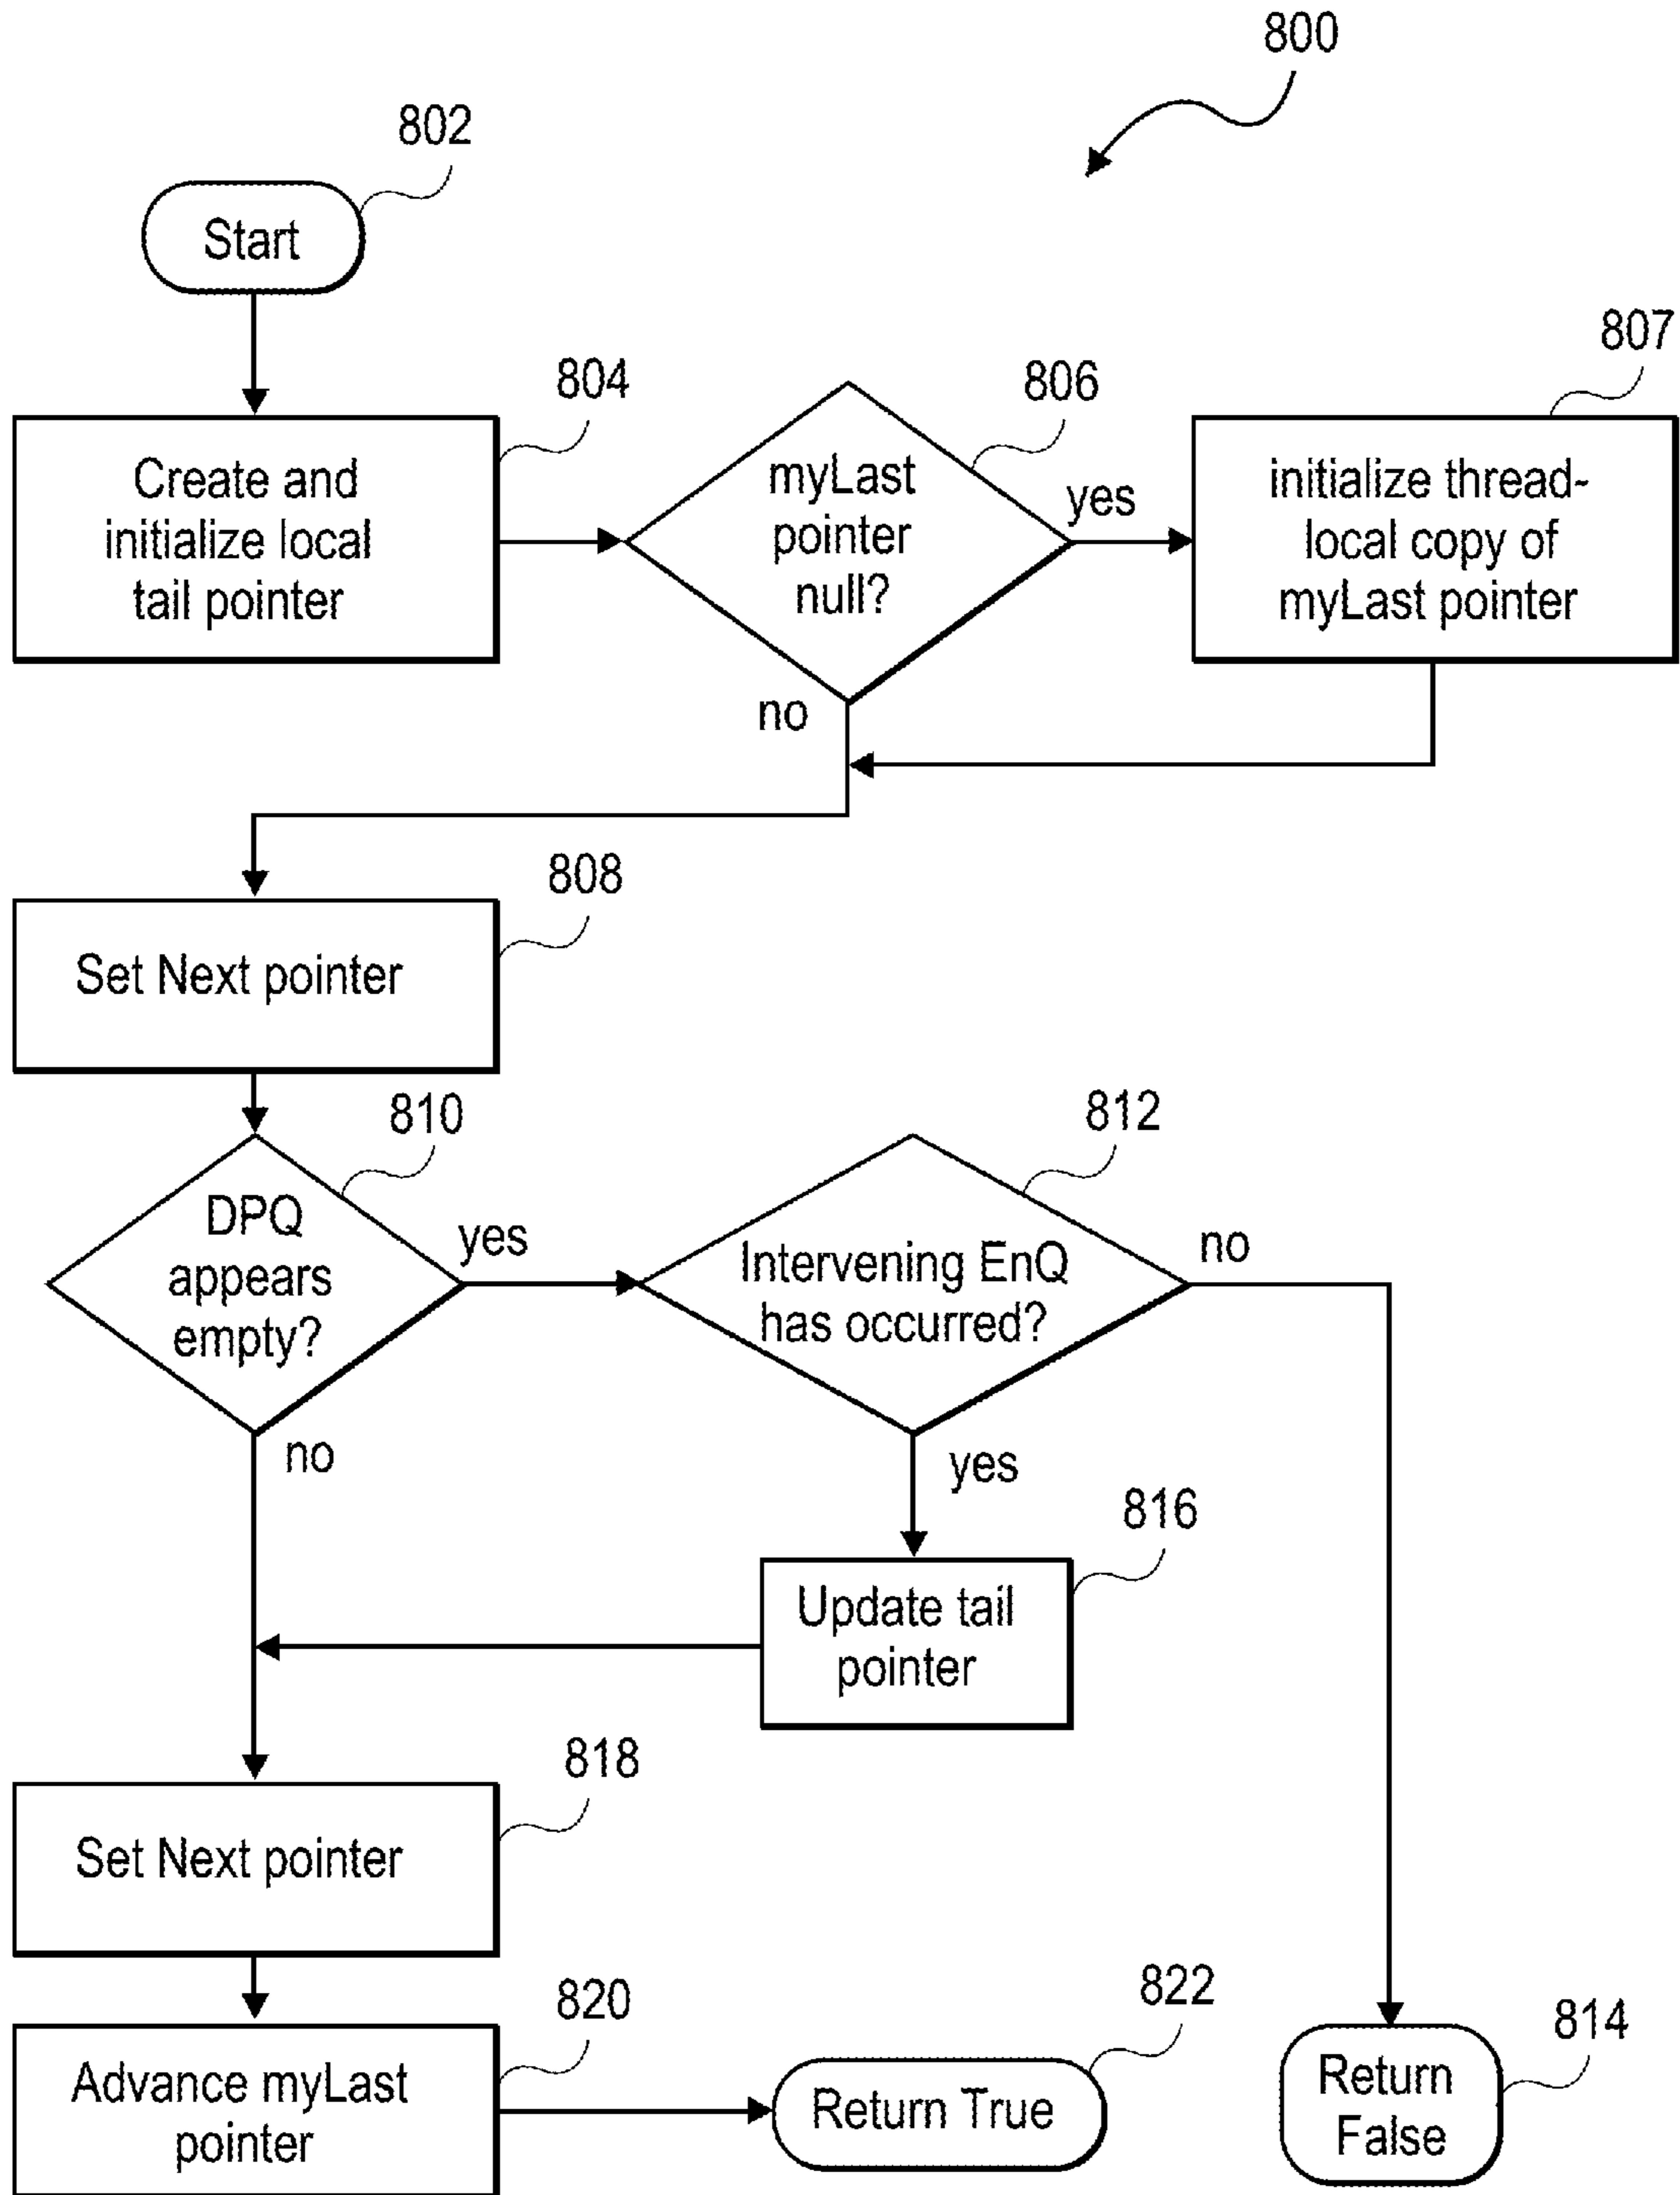 800
802
Start
804
Create and
initialize local
tail pointer
806
myLast
pointer
null?
yes
no
807
initialize thread-
local copy of
myLast pointer
808
Set Next pointer
810
DPQ
appears
empty?
yes
no
812
Intervening EnQ
has occurred?
no
yes
816
Update tail
pointer
818
Set Next pointer
820
Advance myLast
pointer
822
Return True
814
Return
False